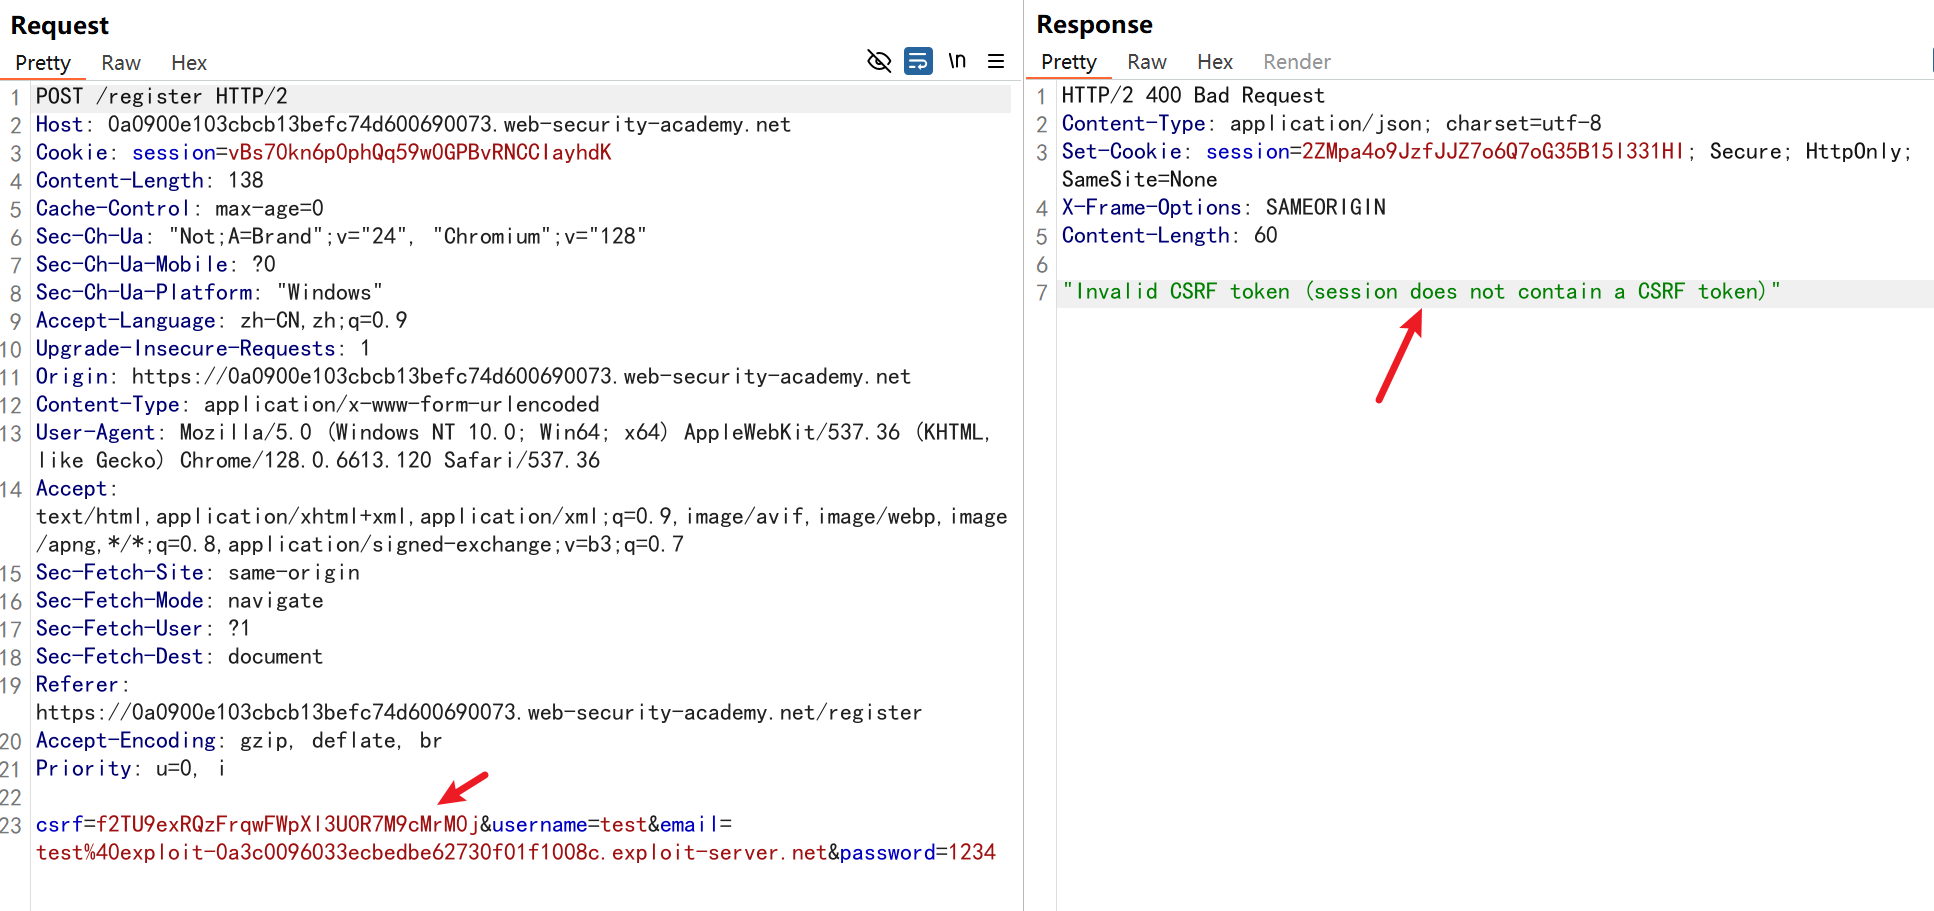 Request
Pretty Raw Hex \n
1 POST /register HTTP/2
2 Host: 0a0900e103cbcb13befc74d600690073.web-security-academy.net
3 Cookie: session=vBs70kn6p0phQq59w0GPBvRNCClayhdK
4 Content-Length: 138
5 Cache-Control: max-age=0
6 Sec-Ch-Ua: "Not;A=Brand";v="24", "Chromium";v="128"
7 Sec-Ch-Ua-Mobile: ?0
8 Sec-Ch-Ua-Platform: "Windows"
9 Accept-Language: zh-CN,zh;q=0.9
10 Upgrade-Insecure-Requests: 1
11 Origin: https://0a0900e103cbcb13befc74d600690073.web-security-academy.net
12 Content-Type: application/x-www-form-urlencoded
13 User-Agent: Mozilla/5.0 (Windows NT 10.0; Win64; x64) AppleWebKit/537.36 (KHTML,
like Gecko) Chrome/128.0.6613.120 Safari/537.36
14 Accept:
text/html,application/xhtml+xml,application/xml;q=0.9,image/avif,image/webp,image
/apng,*/*;q=0.8,application/signed-exchange;v=b3;q=0.7
15 Sec-Fetch-Site: same-origin
16 Sec-Fetch-Mode: navigate
17 Sec-Fetch-User: ?1
18 Sec-Fetch-Dest: document
19 Referer:
https://0a0900e103cbcb13befc74d600690073.web-security-academy.net/register
20 Accept-Encoding: gzip, deflate, br
21 Priority: u=0, i
22
23 csrf=f2TU9exRQzFrqwFWpXl3U0R7M9cMrM0j&username=test&email=
test%40exploit-0a3c0096033ecbedbe62730f01f1008c.exploit-server.net&password=1234
Response
Pretty Raw Hex Render
1 HTTP/2 400 Bad Request
2 Content-Type: application/json; charset=utf-8
3 Set-Cookie: session=2ZMpa4o9JzfJJZ7o6Q7oG35B15l331Hl; Secure; HttpOnly;
SameSite=None
4 X-Frame-Options: SAMEORIGIN
5 Content-Length: 60
6
7 "Invalid CSRF token (session does not contain a CSRF token)"